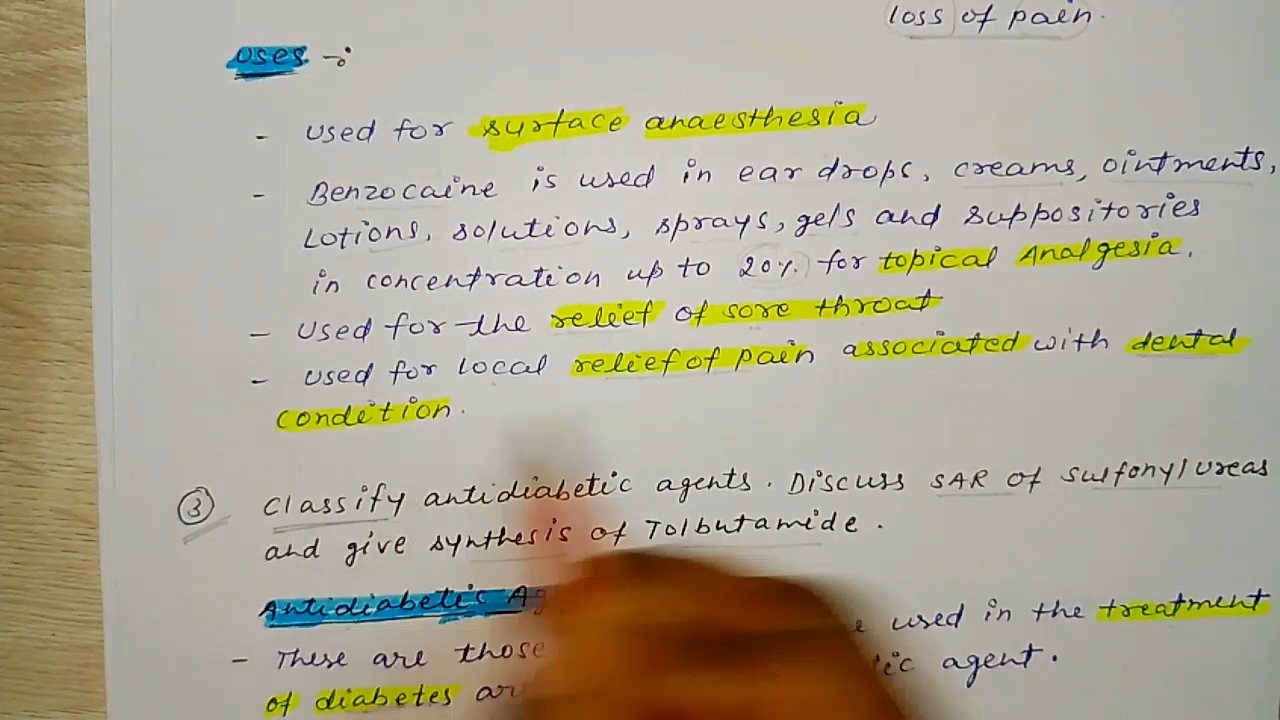 loss of pain.
uses -:
- used for surface anaesthesia
- Benzocaine is used in ear drops, creams, ointments,
Lotions, solutions, sprays, gels and suppositories
in concentration up to 20% for topical Analgesia.
- used for the relief of sore throat
- used for local relief of pain associated with dental
condition.
③ Classify antidiabetic agents. Discuss SAR of sulfonylureas
and give synthesis of Tolbutamide.
Antidiabetic
used in the treatment
- These are those agent.
of diabetes